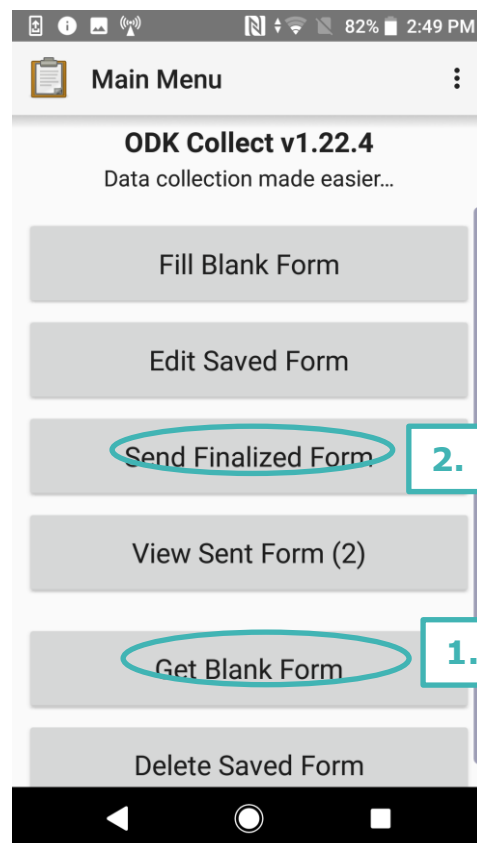 82% 2:49 PM
Main Menu
ODK Collect v1.22.4
Data collection made easier...
Fill Blank Form
Edit Saved Form
Send Finalized Form
2.
View Sent Form (2)
Get Blank Form
1.
Delete Saved Form